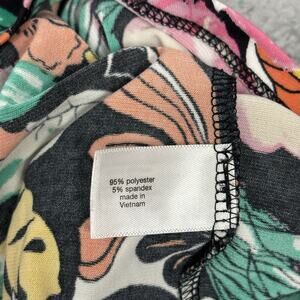 95% polyester
5% spandex
made in
Vietnam